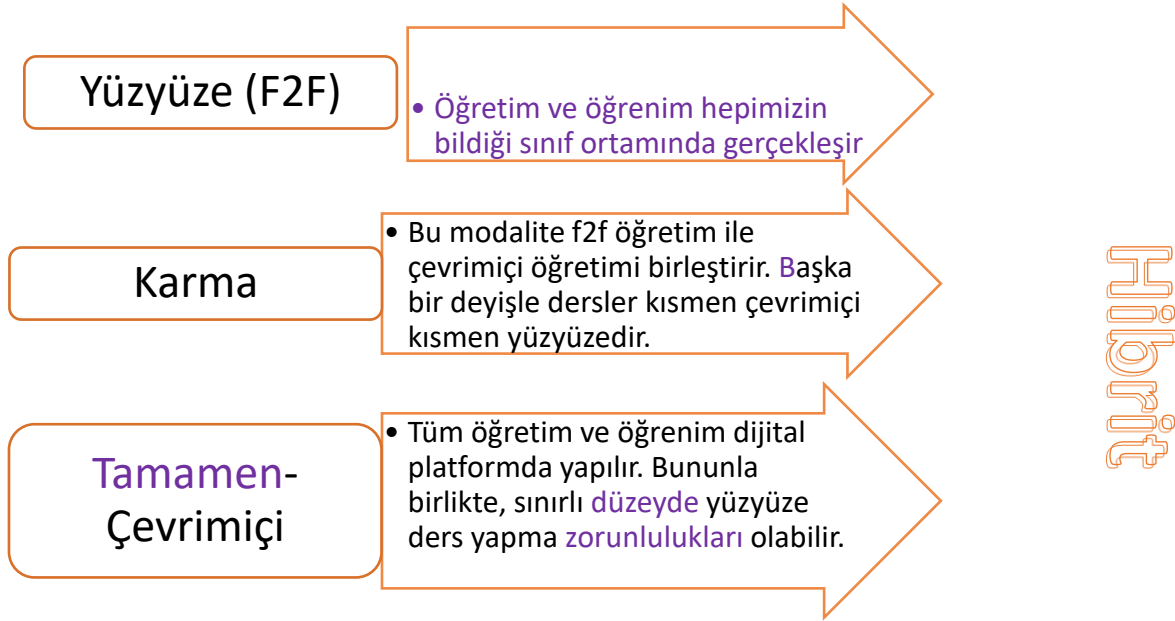 Yüzyüze (F2F)
• Öğretim ve öğrenim hepimizin
bildiği sınıf ortamında gerçekleşir
Karma
• Bu modalite f2f öğretim ile
çevrimiçi öğretimi birleştirir. Başka
bir deyişle dersler kısmen çevrimiçi
kısmen yüzyüzedir.
Tamamen-
Çevrimiçi
• Tüm öğretim ve öğrenim dijital
platformda yapılır. Bununla
birlikte, sınırlı düzeyde yüzyüze
ders yapma zorunlulukları olabilir.
Hibrit